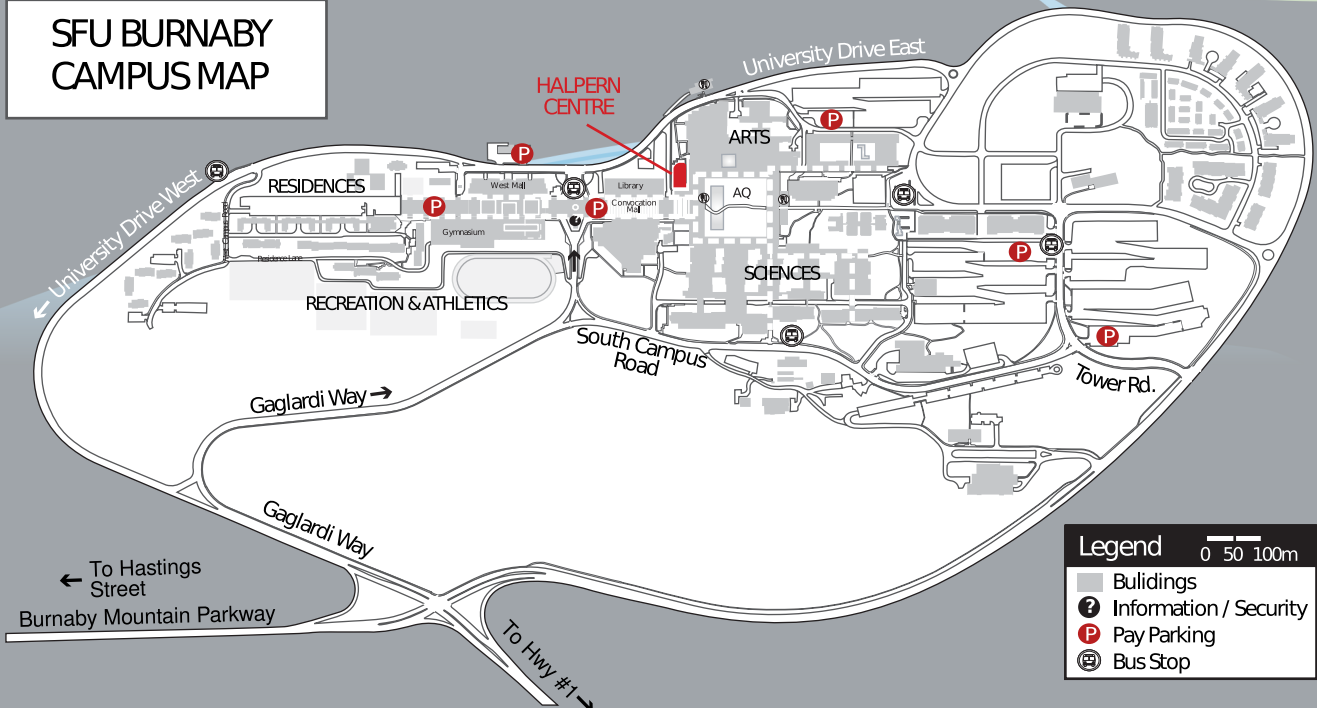 SFU BURNABY
CAMPUS MAP
University Drive East
HALPERN
CENTRE
P
ARTS
P
University Drive West
RESIDENCES
West Mall
Library
AQ
P
P
Convocation
Mall
Gymnasium
?
P
Residence Lane
SCIENCES
RECREATION & ATHLETICS
P
South Campus
Road
Tower Rd.
Gaglardi Way
Gaglardi Way
To Hastings
Street
Burnaby Mountain Parkway
To Hwy #1
Legend
0 50 100m
Bulidings
? Information / Security
P Pay Parking
Bus Stop